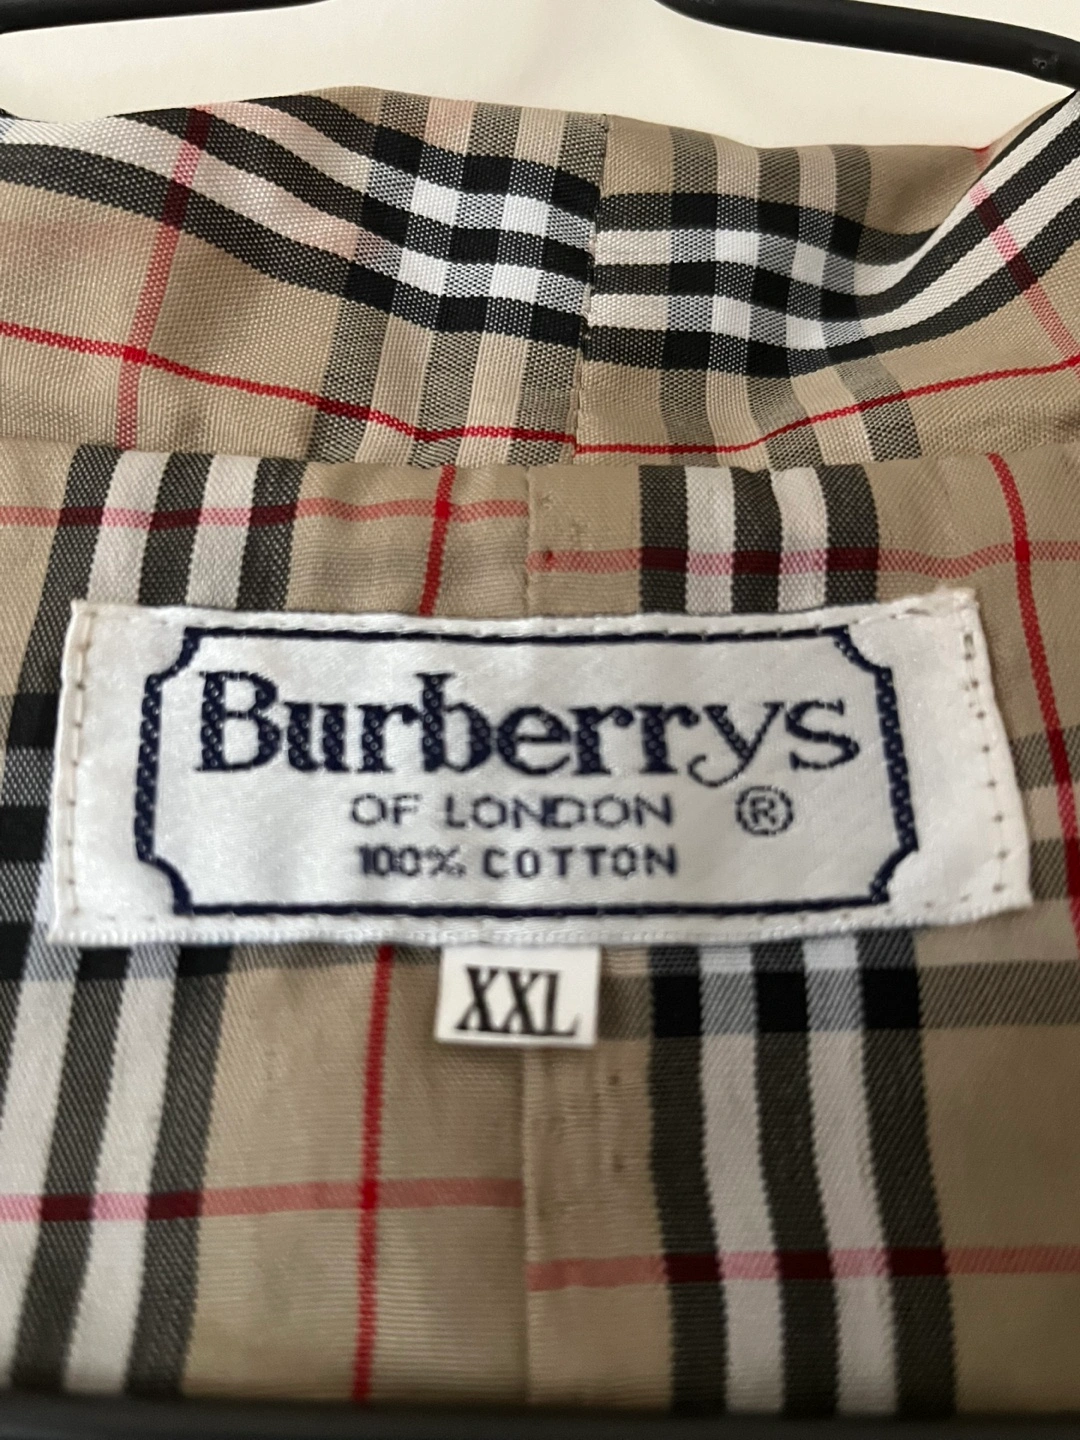 Burberrys
OF LONDON ®
100% COTTON
XXL